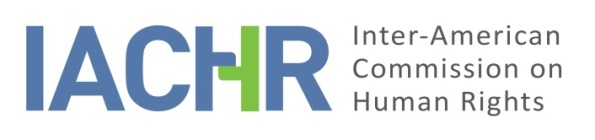 IACHR
Inter-American
Commission on
Human Rights